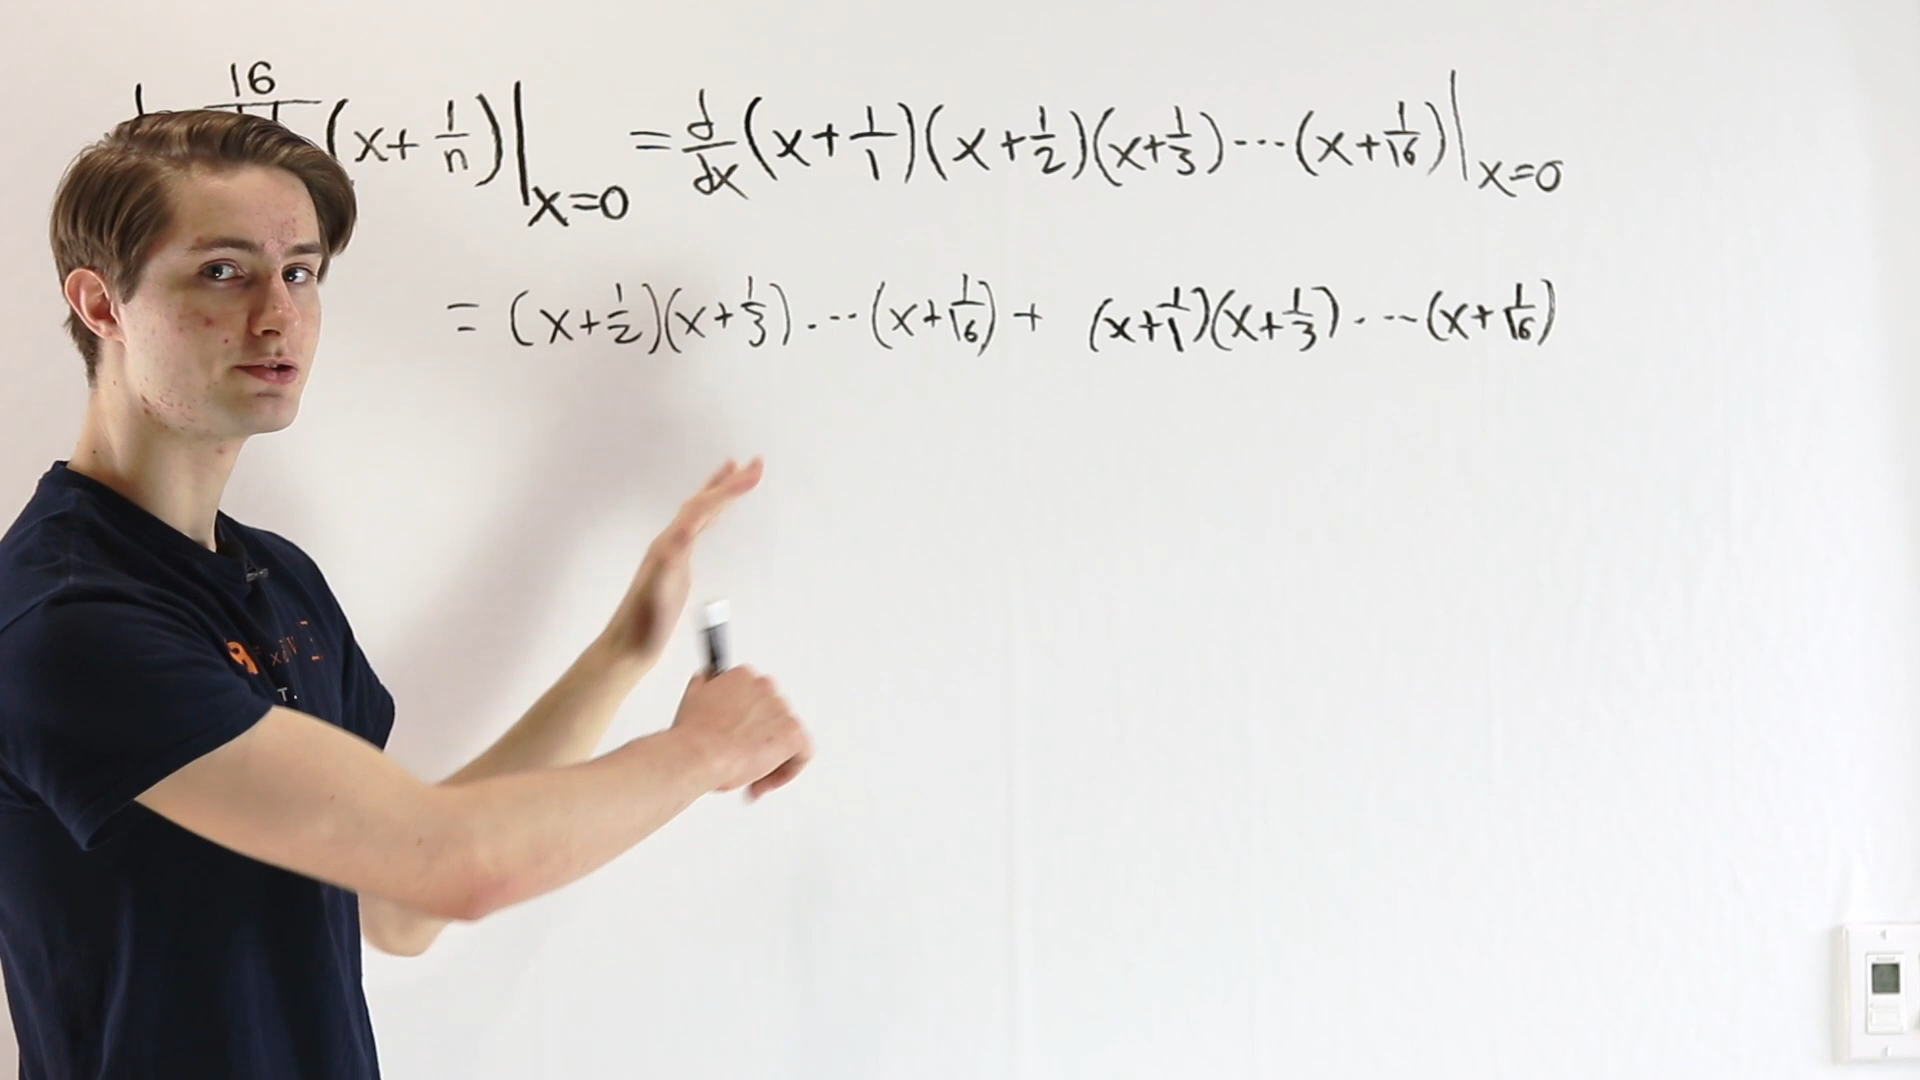 16
(x + 1/n)|x=0 = d/dx (x + 1/1)(x + 1/2)(x + 1/3)···(x + 1/16)|x=0
= (x + 1/2)(x + 1/3)···(x + 1/16) + (x + 1/1)(x + 1/3)···(x + 1/16)